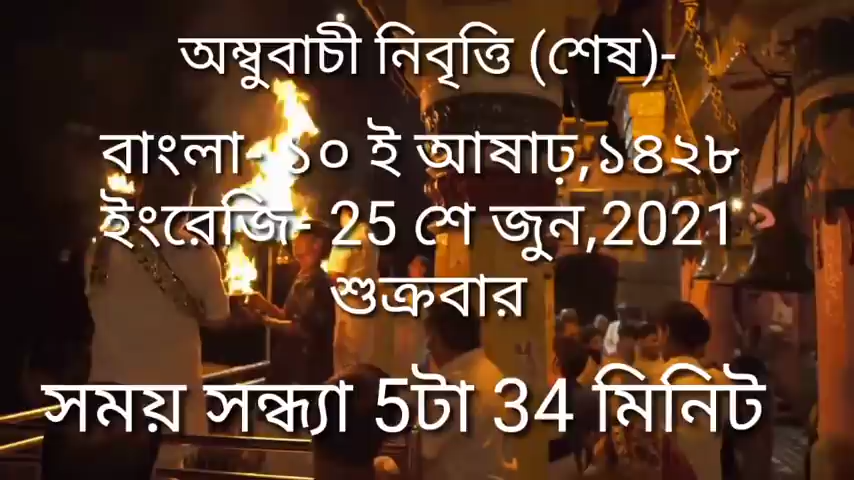 অম্বুবাচী নিবৃত্তি (শেষ)-
বাংলা- ১০ ই আষাঢ়,১৪২৮
ইংরেজি- 25 শে জুন,2021
শুক্রবার
সময় সন্ধ্যা 5টা 34 মিনিট